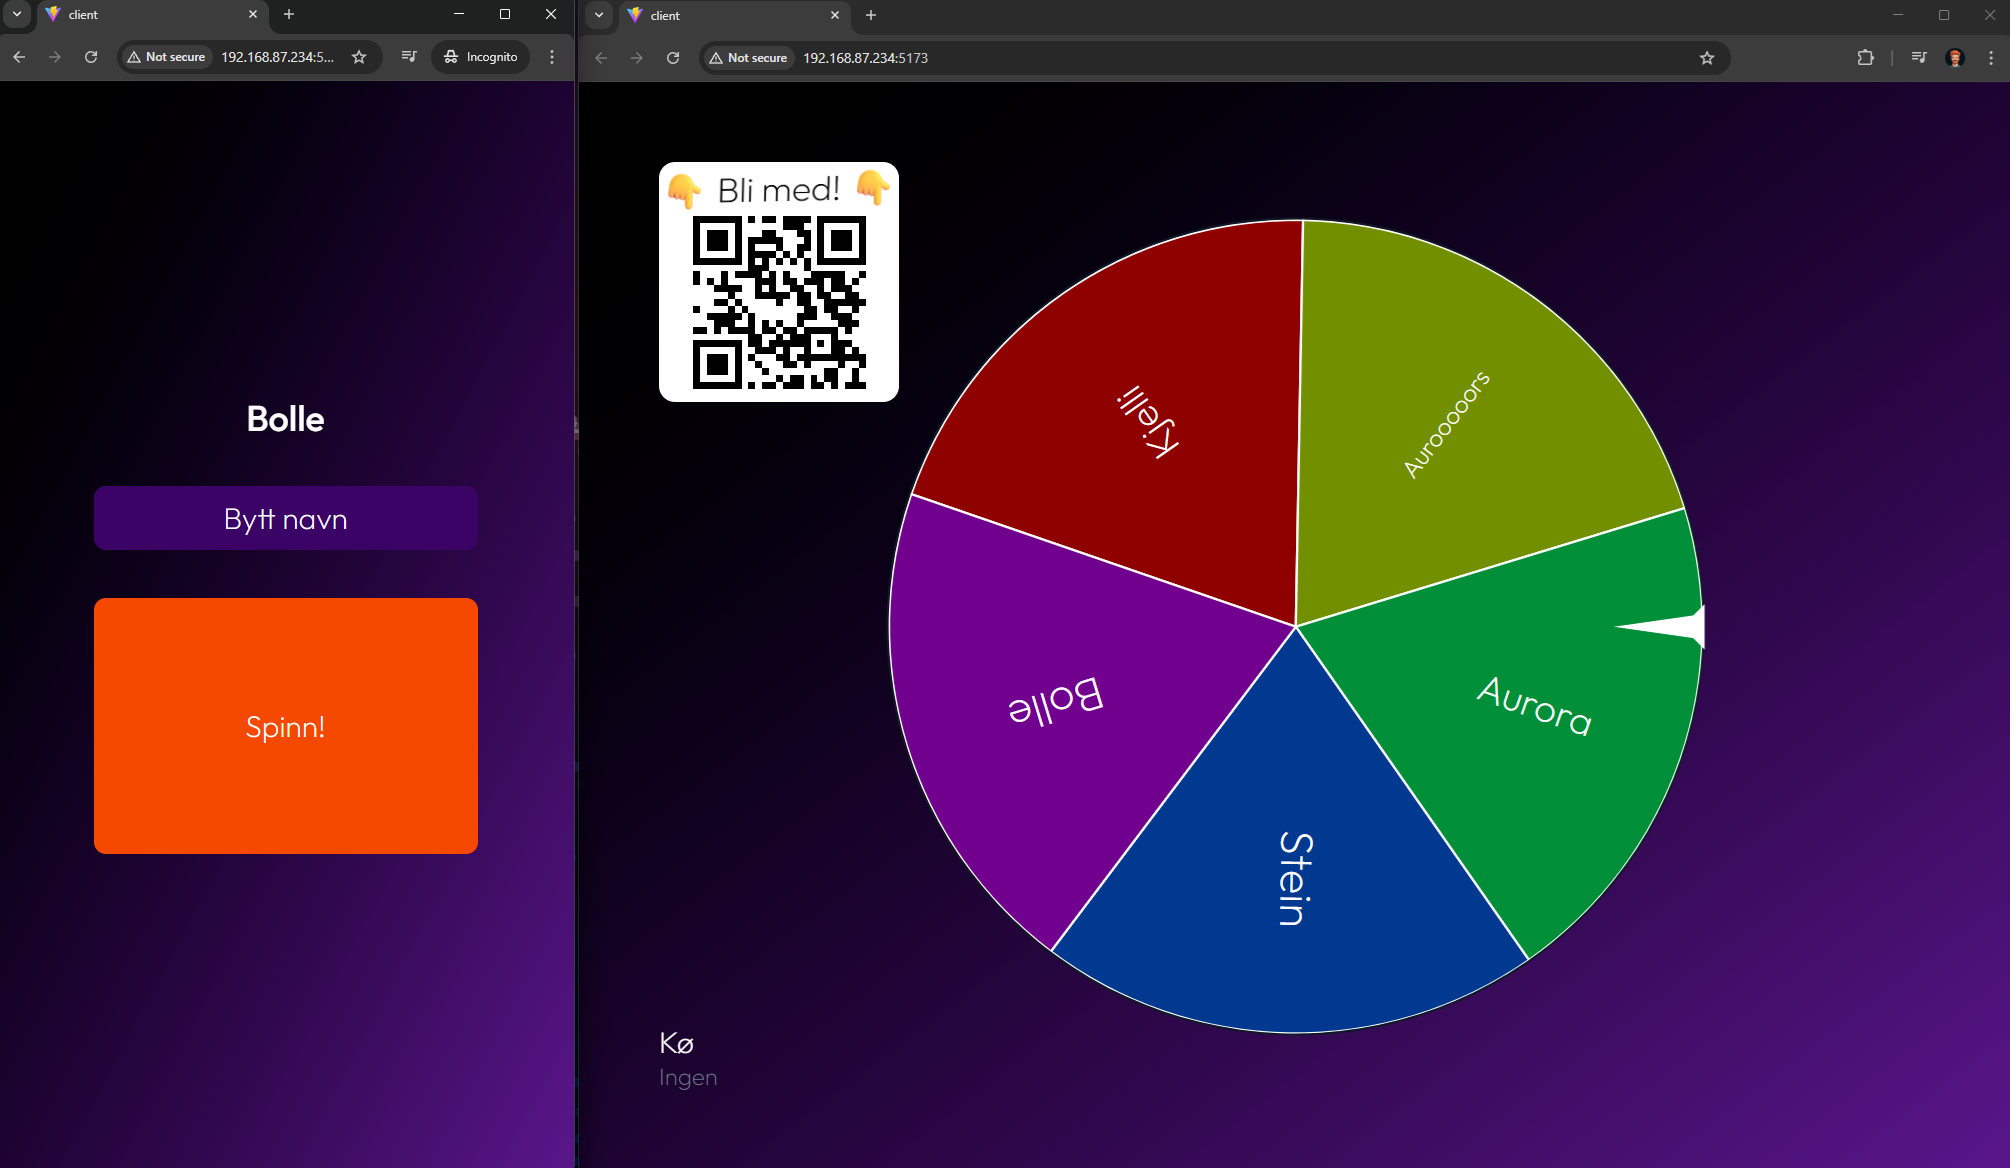 client
Not secure
192.168.87.234:5...
Incognito
Bolle
Bytt navn
Spinn!
client
Not secure
192.168.87.234:5173
👇 Bli med! 👇
Kjelli
Aurooooors
Aurora
Stein
Bolle
Kø
Ingen